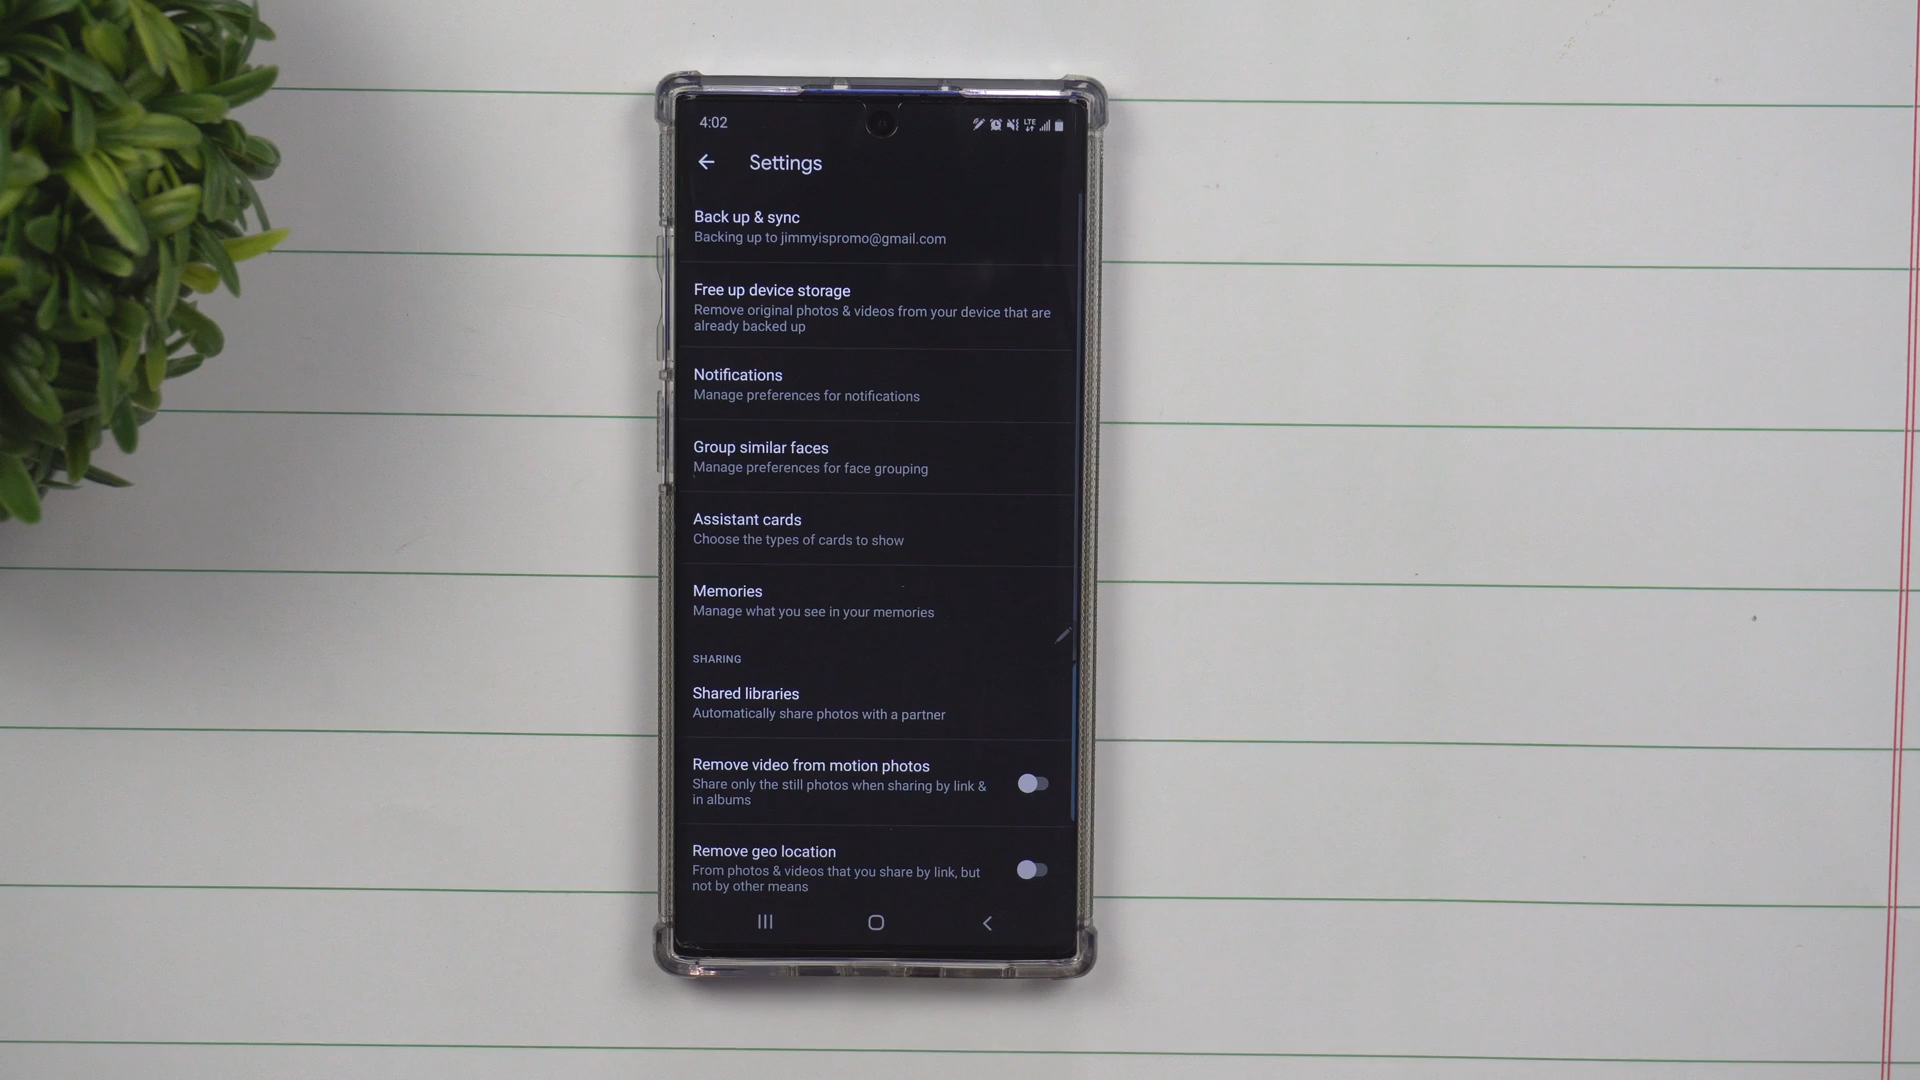 4:02
LTE
Settings
Back up & sync
Backing up to jimmyispromo@gmail.com
Free up device storage
Remove original photos & videos from your device that are
already backed up
Notifications
Manage preferences for notifications
Group similar faces
Manage preferences for face grouping
Assistant cards
Choose the types of cards to show
Memories
Manage what you see in your memories
SHARING
Shared libraries
Automatically share photos with a partner
Remove video from motion photos
Share only the still photos when sharing by link &
in albums
Remove geo location
From photos & videos that you share by link, but
not by other means